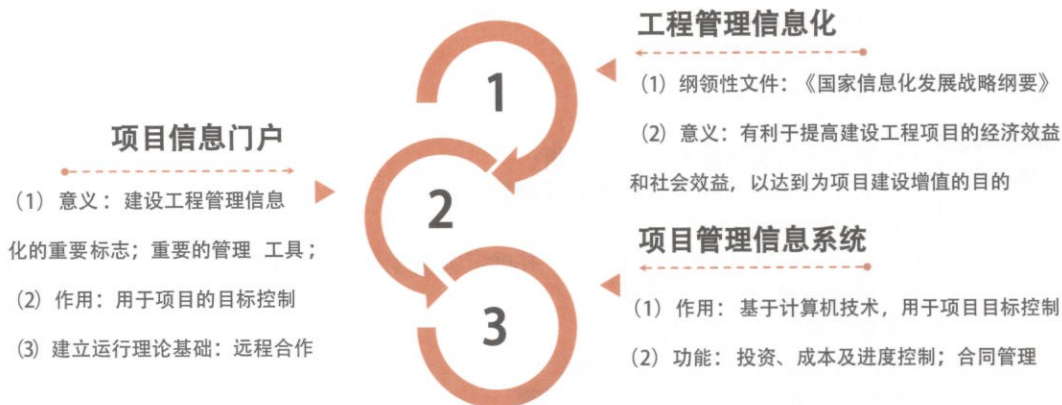 1
工程管理信息化
(1) 纲领性文件：《国家信息化发展战略纲要》
(2) 意义：有利于提高建设工程项目的经济效益
和社会效益，以达到为项目建设增值的目的
2
项目信息门户
(1) 意义：建设工程管理信息
化的重要标志；重要的管理 工具；
(2) 作用：用于项目的目标控制
(3) 建立运行理论基础：远程合作
3
项目管理信息系统
(1) 作用：基于计算机技术，用于项目目标控制
(2) 功能：投资、成本及进度控制；合同管理